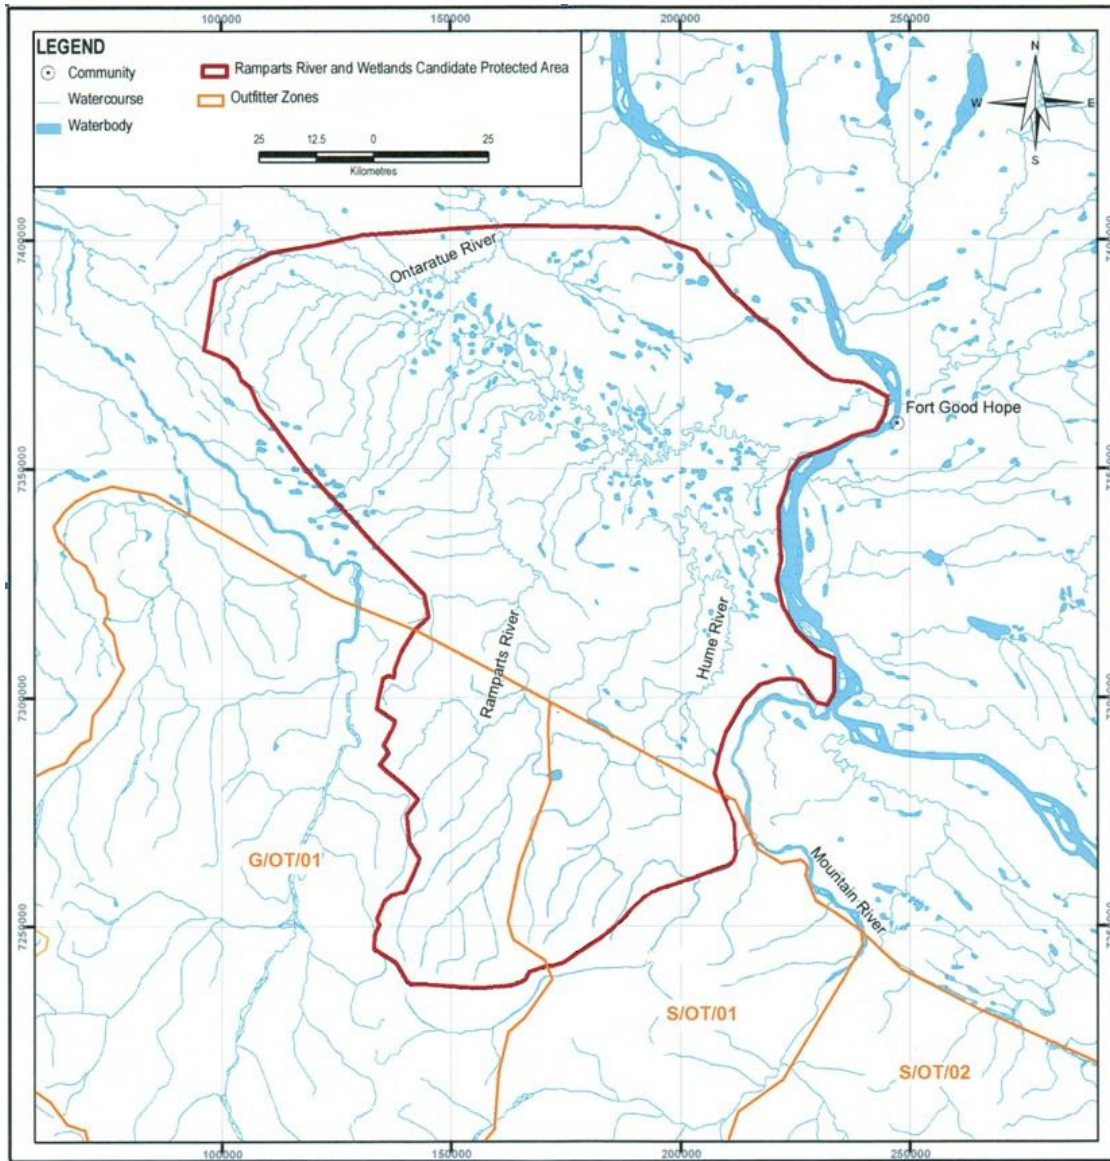 100000
150000
200000
250000
LEGEND
Community
Watercourse
Waterbody
Ramparts River and Wetlands Candidate Protected Area
Outfitter Zones
25 12.5 0 25
Kilometres
N
W E
S
7400000
Ontaratue River
Fort Good Hope
7350000
Ramparts River
Hume River
7300000
G/OT/01
Mountain River
7250000
S/OT/01
S/OT/02
100000
150000
200000
250000